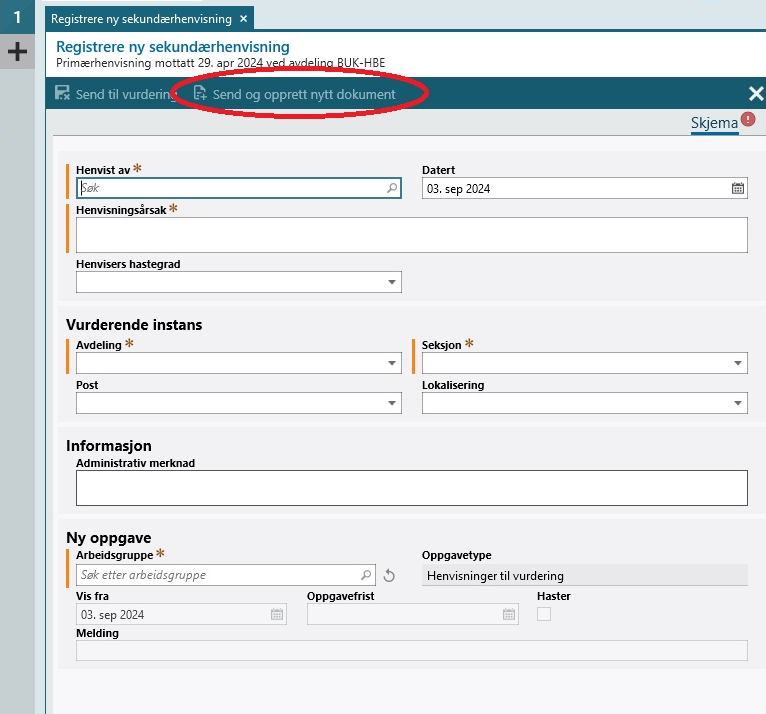 1
Registrere ny sekundærhenvisning ×
+
Registrere ny sekundærhenvisning
Primærhenvisning mottatt 29. apr 2024 ved avdeling BUK-HBE
Send til vurdering Send og opprett nytt dokument ×
Skjema !
Henvist av * Datert
Søk 03. sep 2024
Henvisningsårsak *
Henvisers hastegrad
Vurderende instans
Avdeling * Seksjon *
Post Lokalisering
Informasjon
Administrativ merknad
Ny oppgave
Arbeidsgruppe * Oppgavetype
Søk etter arbeidsgruppe Henvisninger til vurdering
Vis fra Oppgavefrist Haster
03. sep 2024
Melding